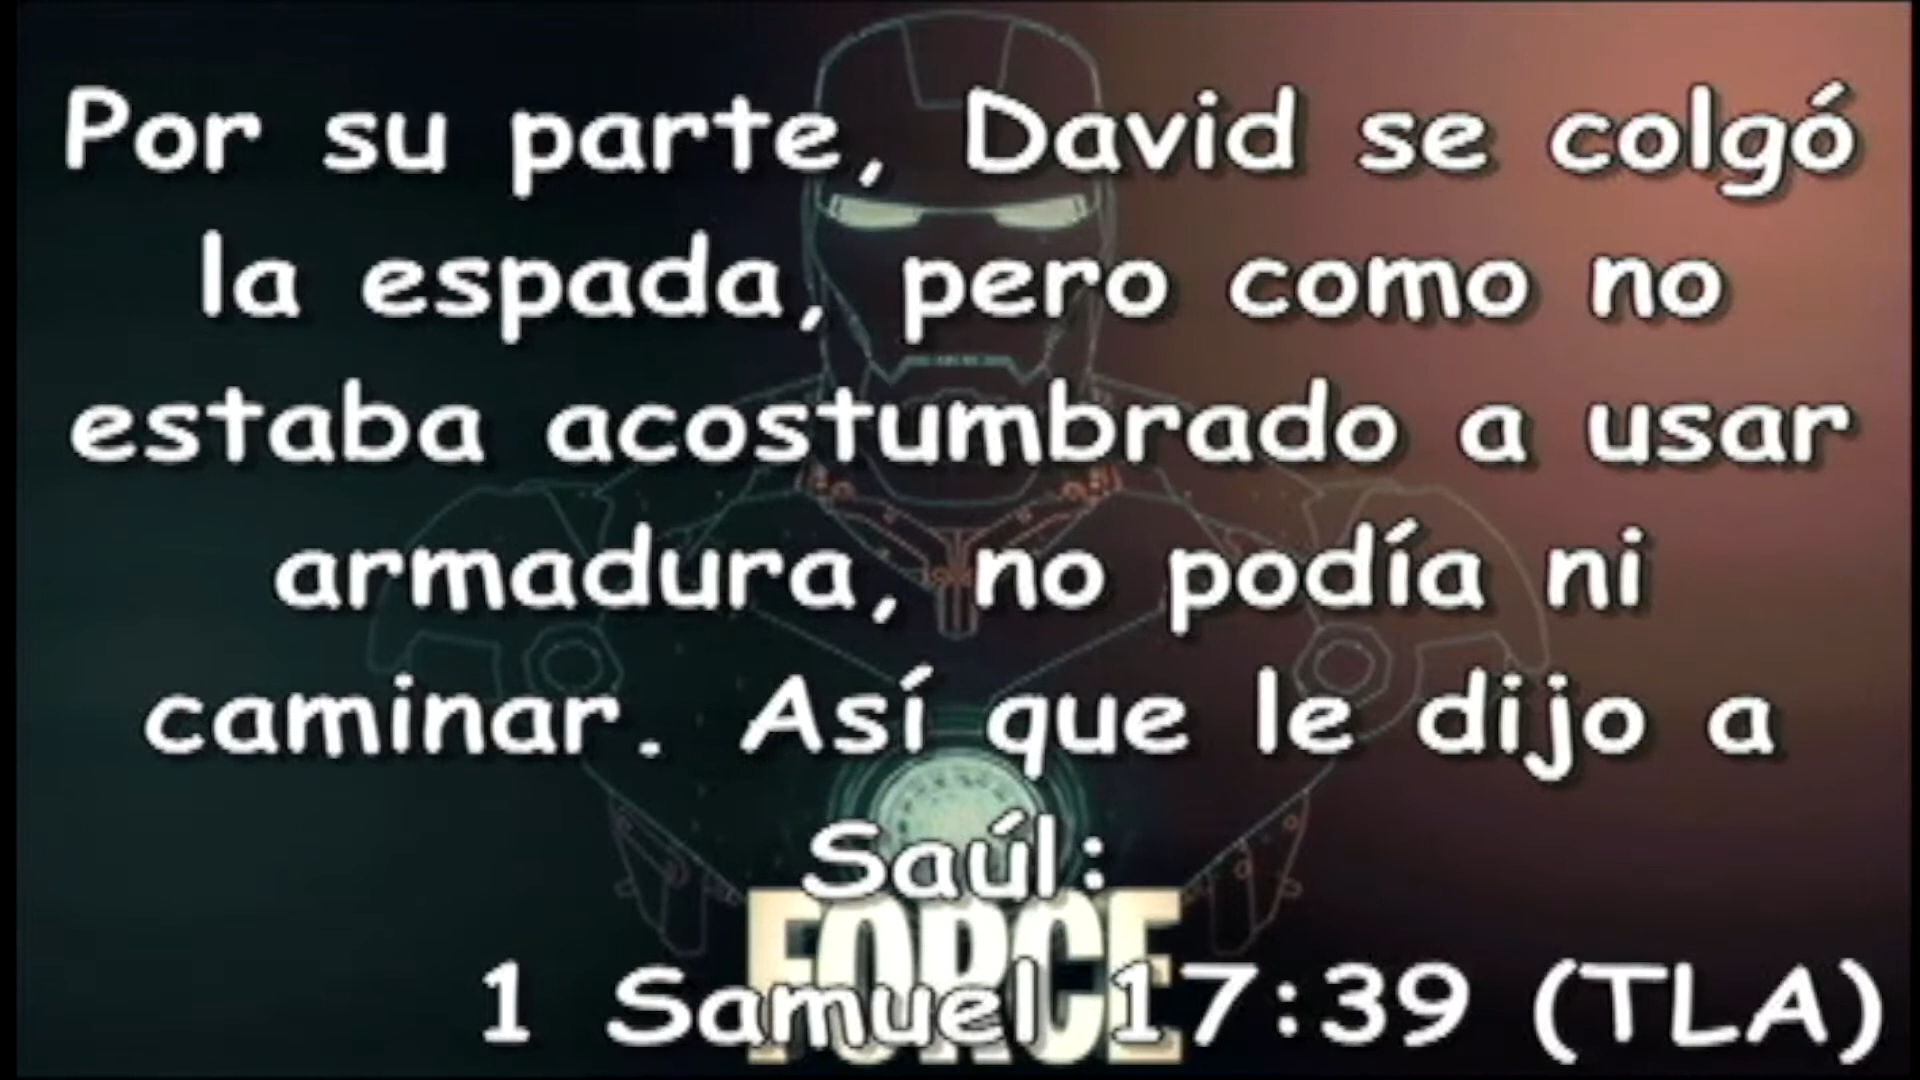 Por su parte, David se colgó
la espada, pero como no
estaba acostumbrado a usar
armadura, no podía ni
caminar. Así que le dijo a
Saúl:
FORCE
1 Samuel 17:39 (TLA)